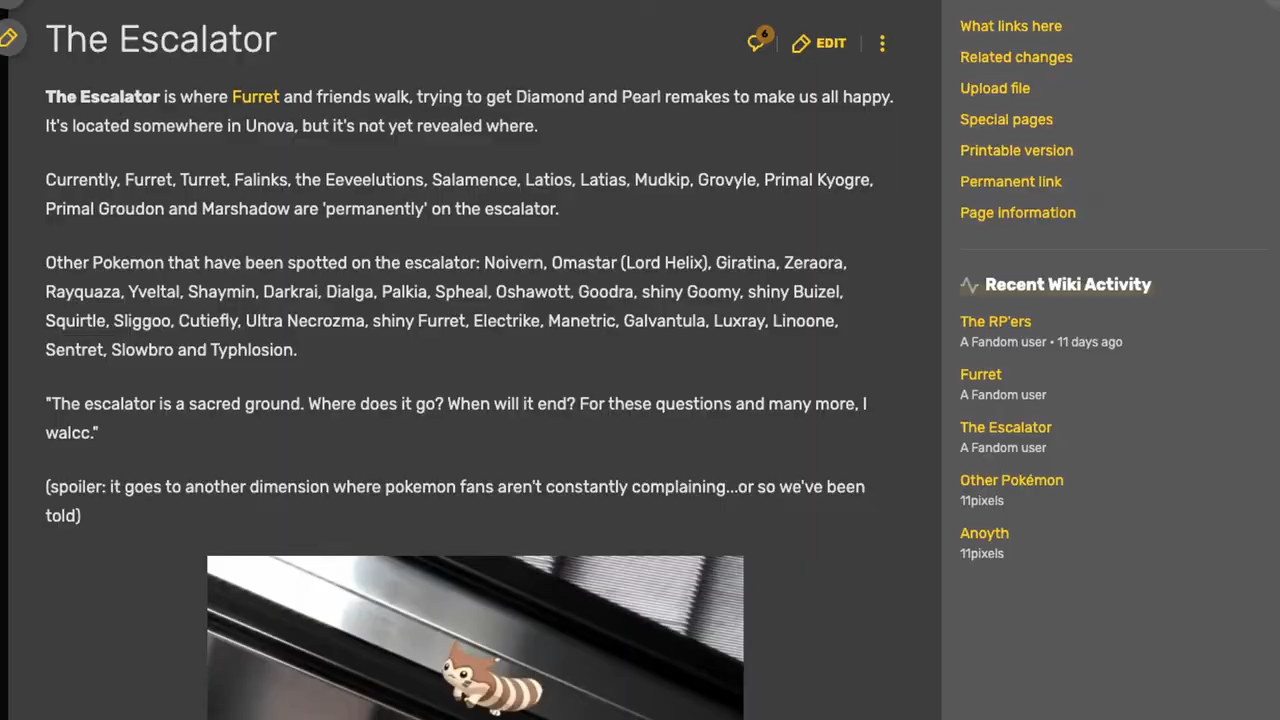 The Escalator
6
EDIT
The Escalator is where Furret and friends walk, trying to get Diamond and Pearl remakes to make us all happy.
It's located somewhere in Unova, but it's not yet revealed where.
Currently, Furret, Turret, Falinks, the Eeveelutions, Salamence, Latios, Latias, Mudkip, Grovyle, Primal Kyogre,
Primal Groudon and Marshadow are 'permanently' on the escalator.
Other Pokemon that have been spotted on the escalator: Noivern, Omastar (Lord Helix), Giratina, Zeraora,
Rayquaza, Yveltal, Shaymin, Darkrai, Dialga, Palkia, Spheal, Oshawott, Goodra, shiny Goomy, shiny Buizel,
Squirtle, Sliggoo, Cutiefly, Ultra Necrozma, shiny Furret, Electrike, Manetric, Galvantula, Luxray, Linoone,
Sentret, Slowbro and Typhlosion.
"The escalator is a sacred ground. Where does it go? When will it end? For these questions and many more, I
walcc."
(spoiler: it goes to another dimension where pokemon fans aren't constantly complaining...or so we've been
told)
What links here
Related changes
Upload file
Special pages
Printable version
Permanent link
Page information
Recent Wiki Activity
The RP'ers
A Fandom user • 11 days ago
Furret
A Fandom user
The Escalator
A Fandom user
Other Pokémon
11pixels
Anoyth
11pixels